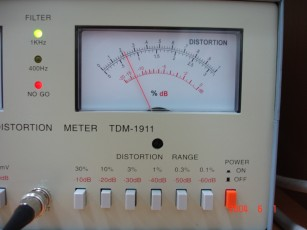 FILTER
1KHz
400Hz
NO GO
DISTORTION
% dB
DISTORTION METER TDM-1911
DISTORTION RANGE
POWER
ON
OFF
mV
30% 10% 3% 1% 0.3% 0.1%
-10dB -20dB -30dB -40dB -50dB -60dB